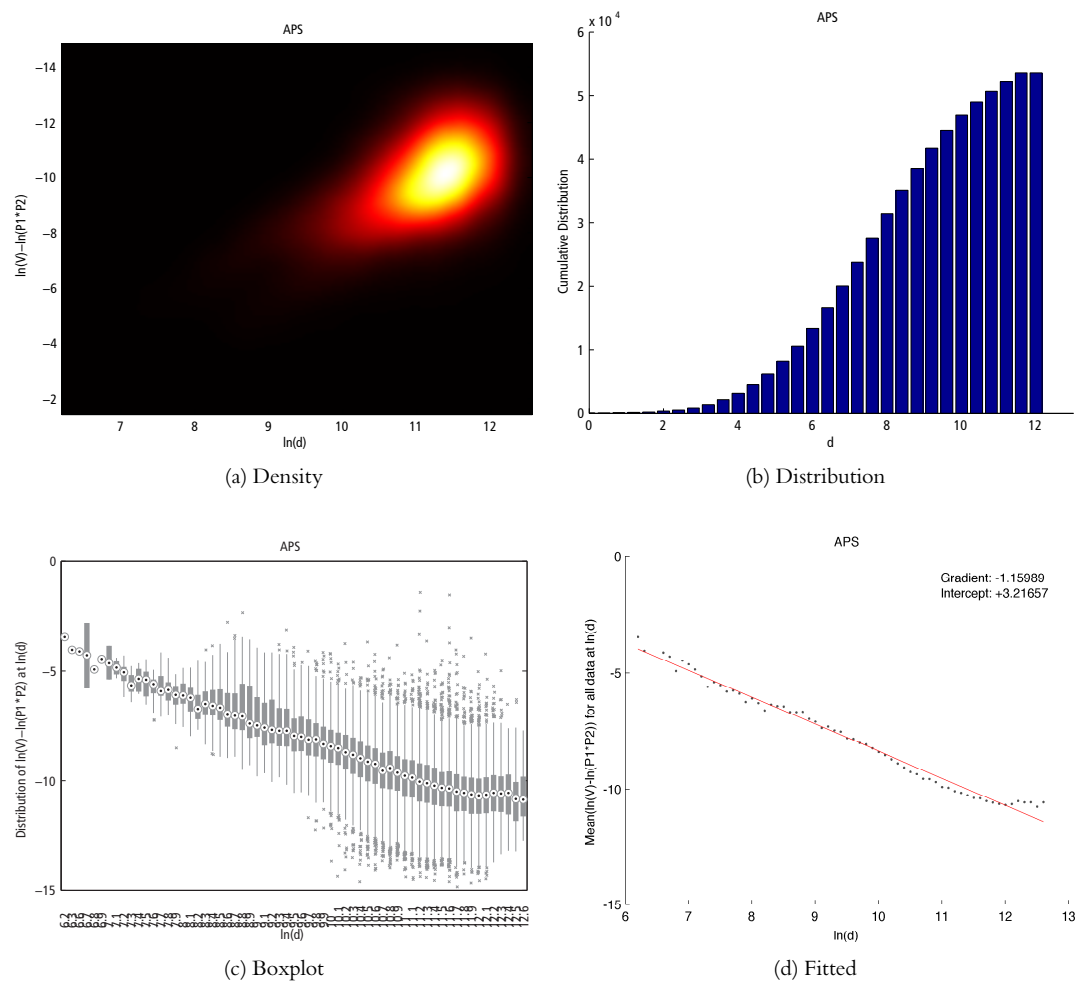 APS
ln(V)−ln(P1*P2)
−14
−12
−10
−8
−6
−4
−2
7
8
9
10
11
12
ln(d)
(a) Density
APS
x 10 4
Cumulative Distribution
6
5
4
3
2
1
0
0
2
4
6
8
10
12
d
(b) Distribution
APS
Distribution of ln(V)−ln(P1* P2) at ln(d)
0
−5
−10
−15
ln(d)
(c) Boxplot
APS
Gradient: -1.15989
Intercept: +3.21657
Mean(ln(V)-ln(P1*P2)) for all data at ln(d)
0
-5
-10
-15
6
7
8
9
10
11
12
13
ln(d)
(d) Fitted